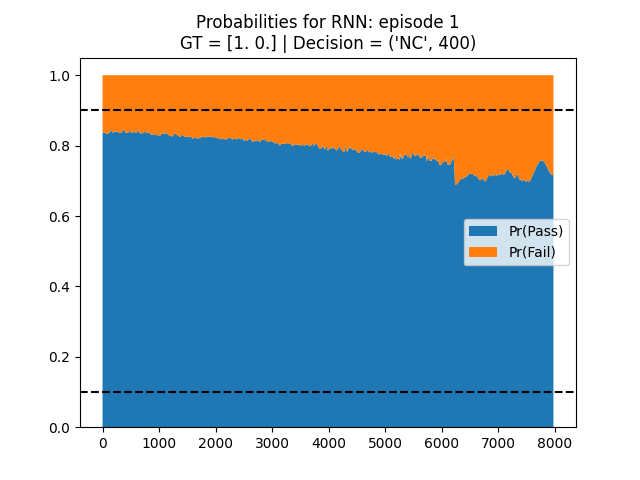 Probabilities for RNN: episode 1
GT = [1. 0.] | Decision = ('NC', 400)
1.0
0.8
0.6
0.4
0.2
0.0
Pr(Pass)
Pr(Fail)
0 1000 2000 3000 4000 5000 6000 7000 8000